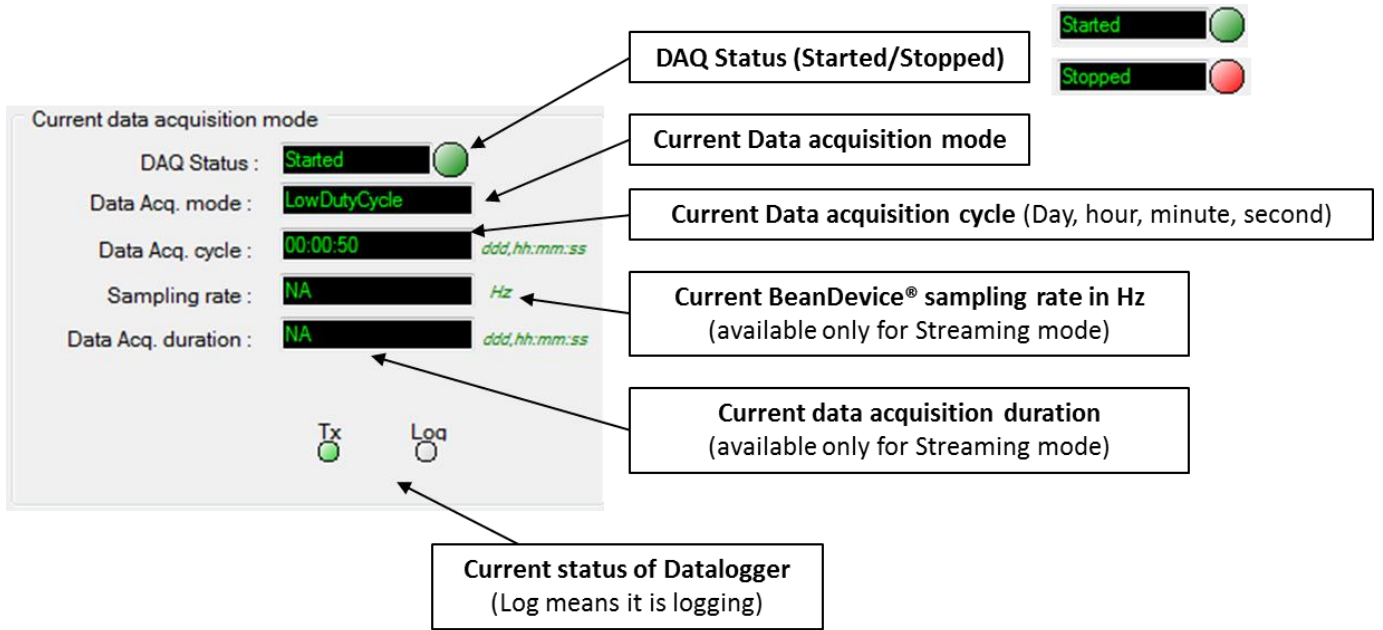 Started
Stopped
DAQ Status (Started/Stopped)
Current data acquisition mode
DAQ Status : Started
Current Data acquisition mode
Data Acq. mode : LowDutyCycle
Current Data acquisition cycle (Day, hour, minute, second)
Data Acq. cycle : 00:00:50 ddd,hh:mm:ss
Sampling rate : NA Hz
Current BeanDevice® sampling rate in Hz
(available only for Streaming mode)
Data Acq. duration : NA ddd,hh:mm:ss
Current data acquisition duration
(available only for Streaming mode)
Tx Log
Current status of Datalogger
(Log means it is logging)